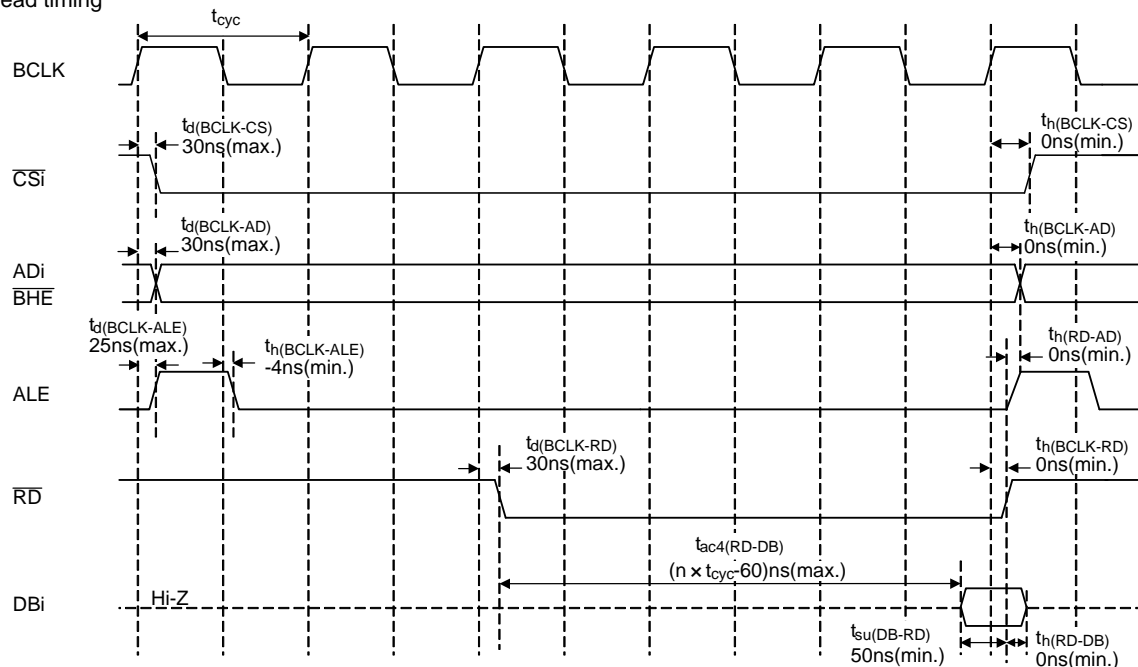 ead timing
tcyc
BCLK
td(BCLK-CS)
30ns(max.)
th(BCLK-CS)
0ns(min.)
CSi
td(BCLK-AD)
30ns(max.)
th(BCLK-AD)
0ns(min.)
ADi
BHE
td(BCLK-ALE)
25ns(max.)
th(BCLK-ALE)
-4ns(min.)
th(RD-AD)
0ns(min.)
ALE
td(BCLK-RD)
30ns(max.)
th(BCLK-RD)
0ns(min.)
RD
tac4(RD-DB)
(n × tcyc-60)ns(max.)
Hi-Z
DBi
tsu(DB-RD)
50ns(min.)
th(RD-DB)
0ns(min.)